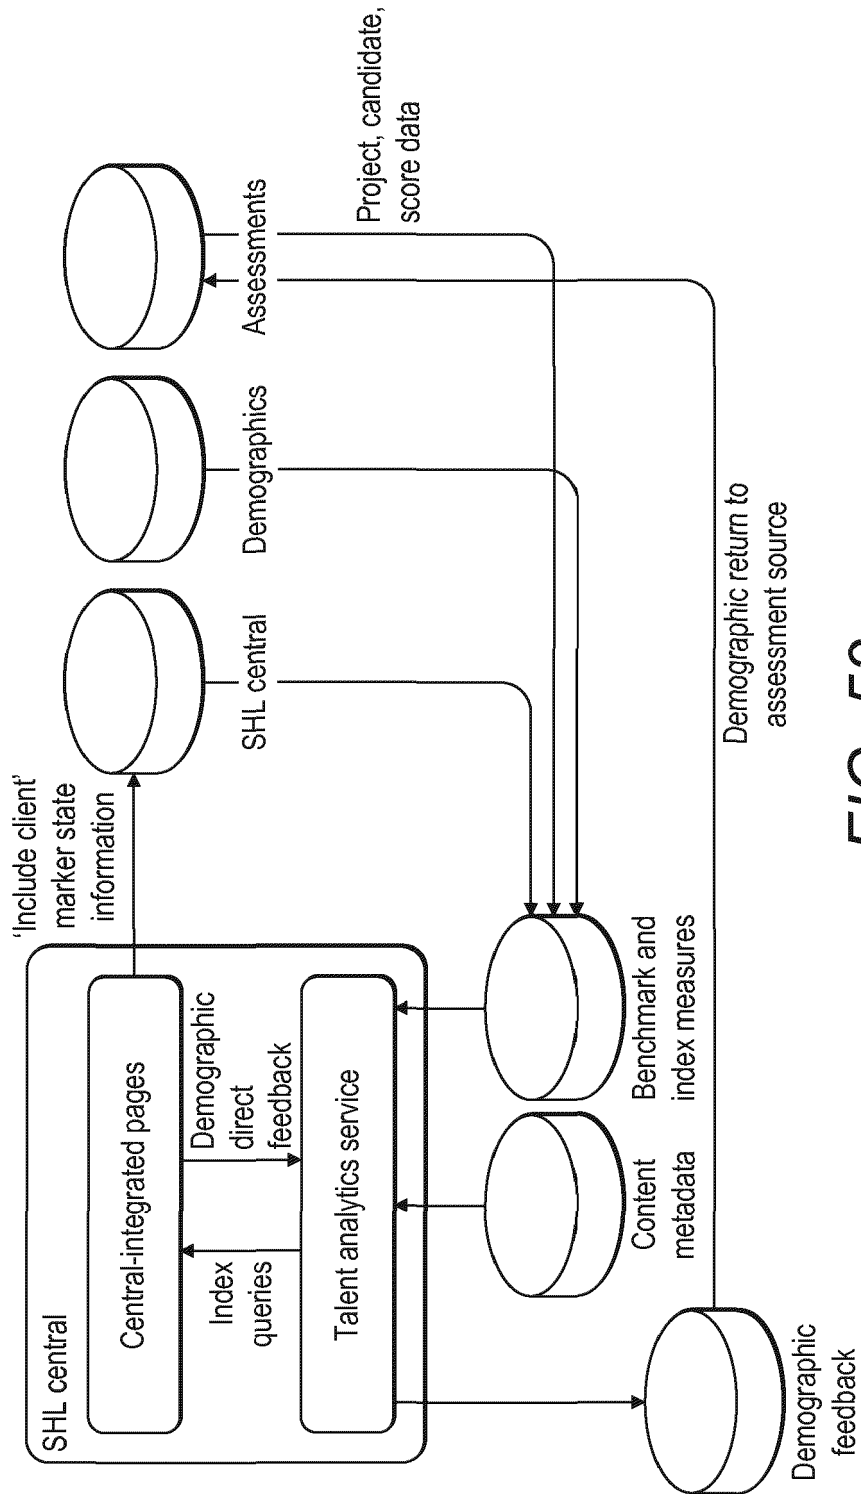 SHL central
'Include client'
marker state
information
Central-integrated pages
Index
queries
Demographic
direct
feedback
Talent analytics service
SHL central
Demographics
Assessments
Project, candidate,
score data
Content
metadata
Benchmark and
index measures
Demographic return to
assessment source
Demographic
feedback
FIG.